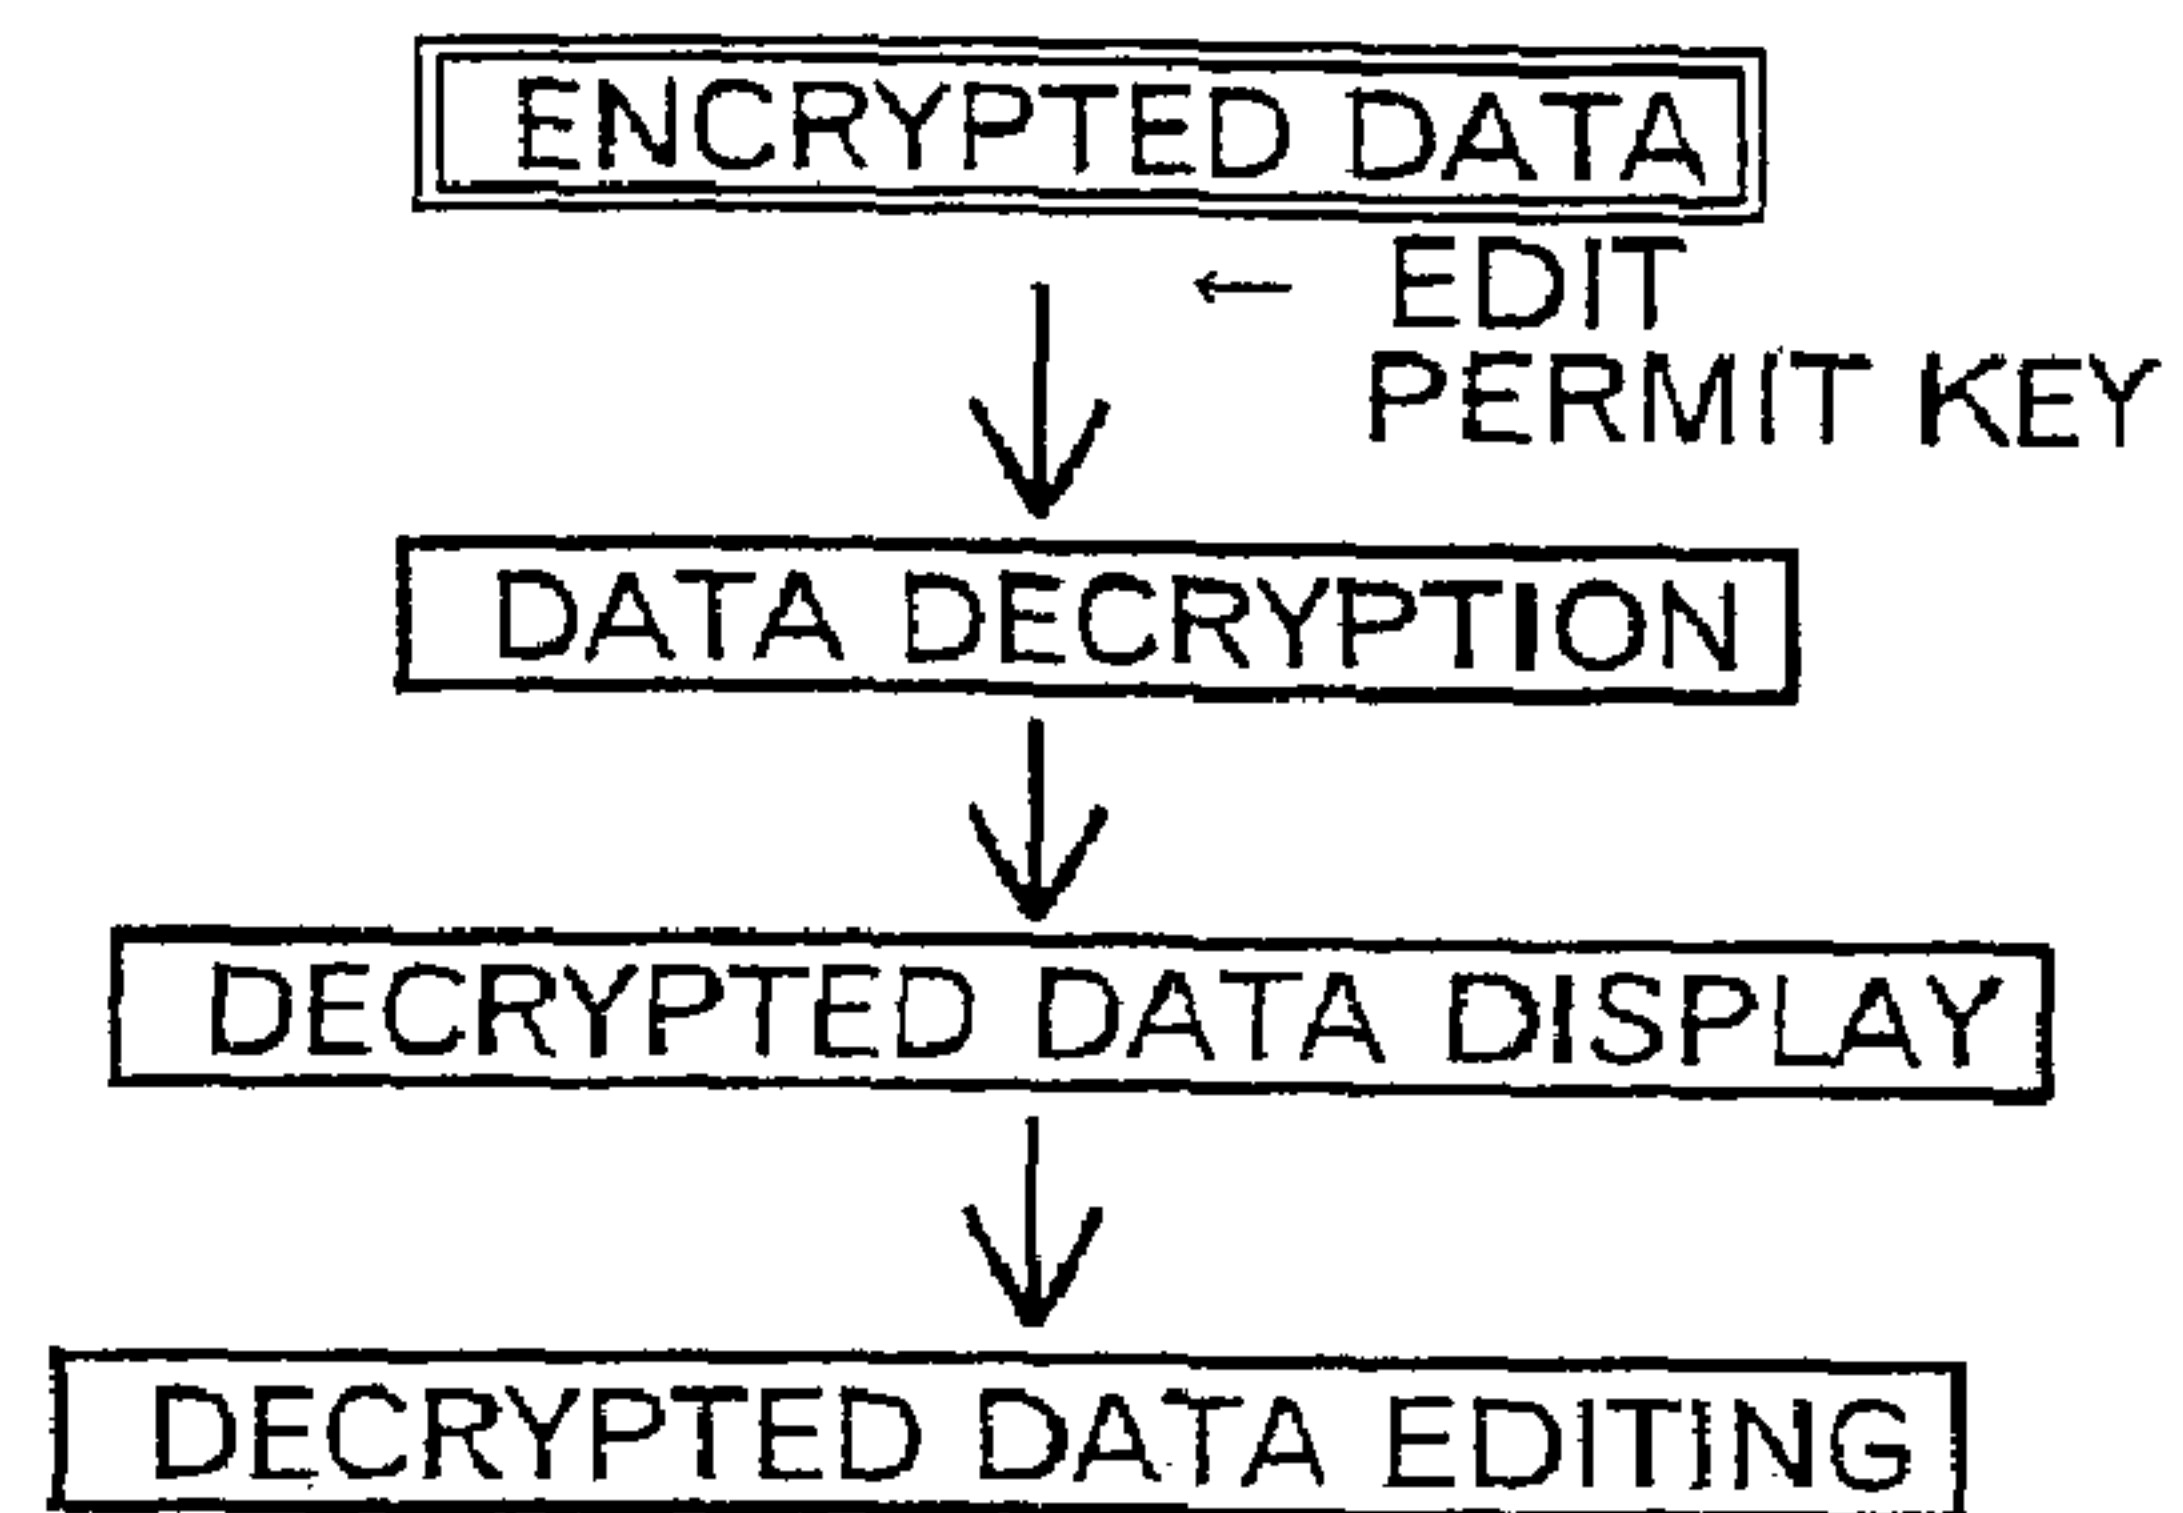 ENCRYPTED DATA
← EDIT
PERMIT KEY
DATA DECRYPTION
DECRYPTED DATA DISPLAY
DECRYPTED DATA EDITING